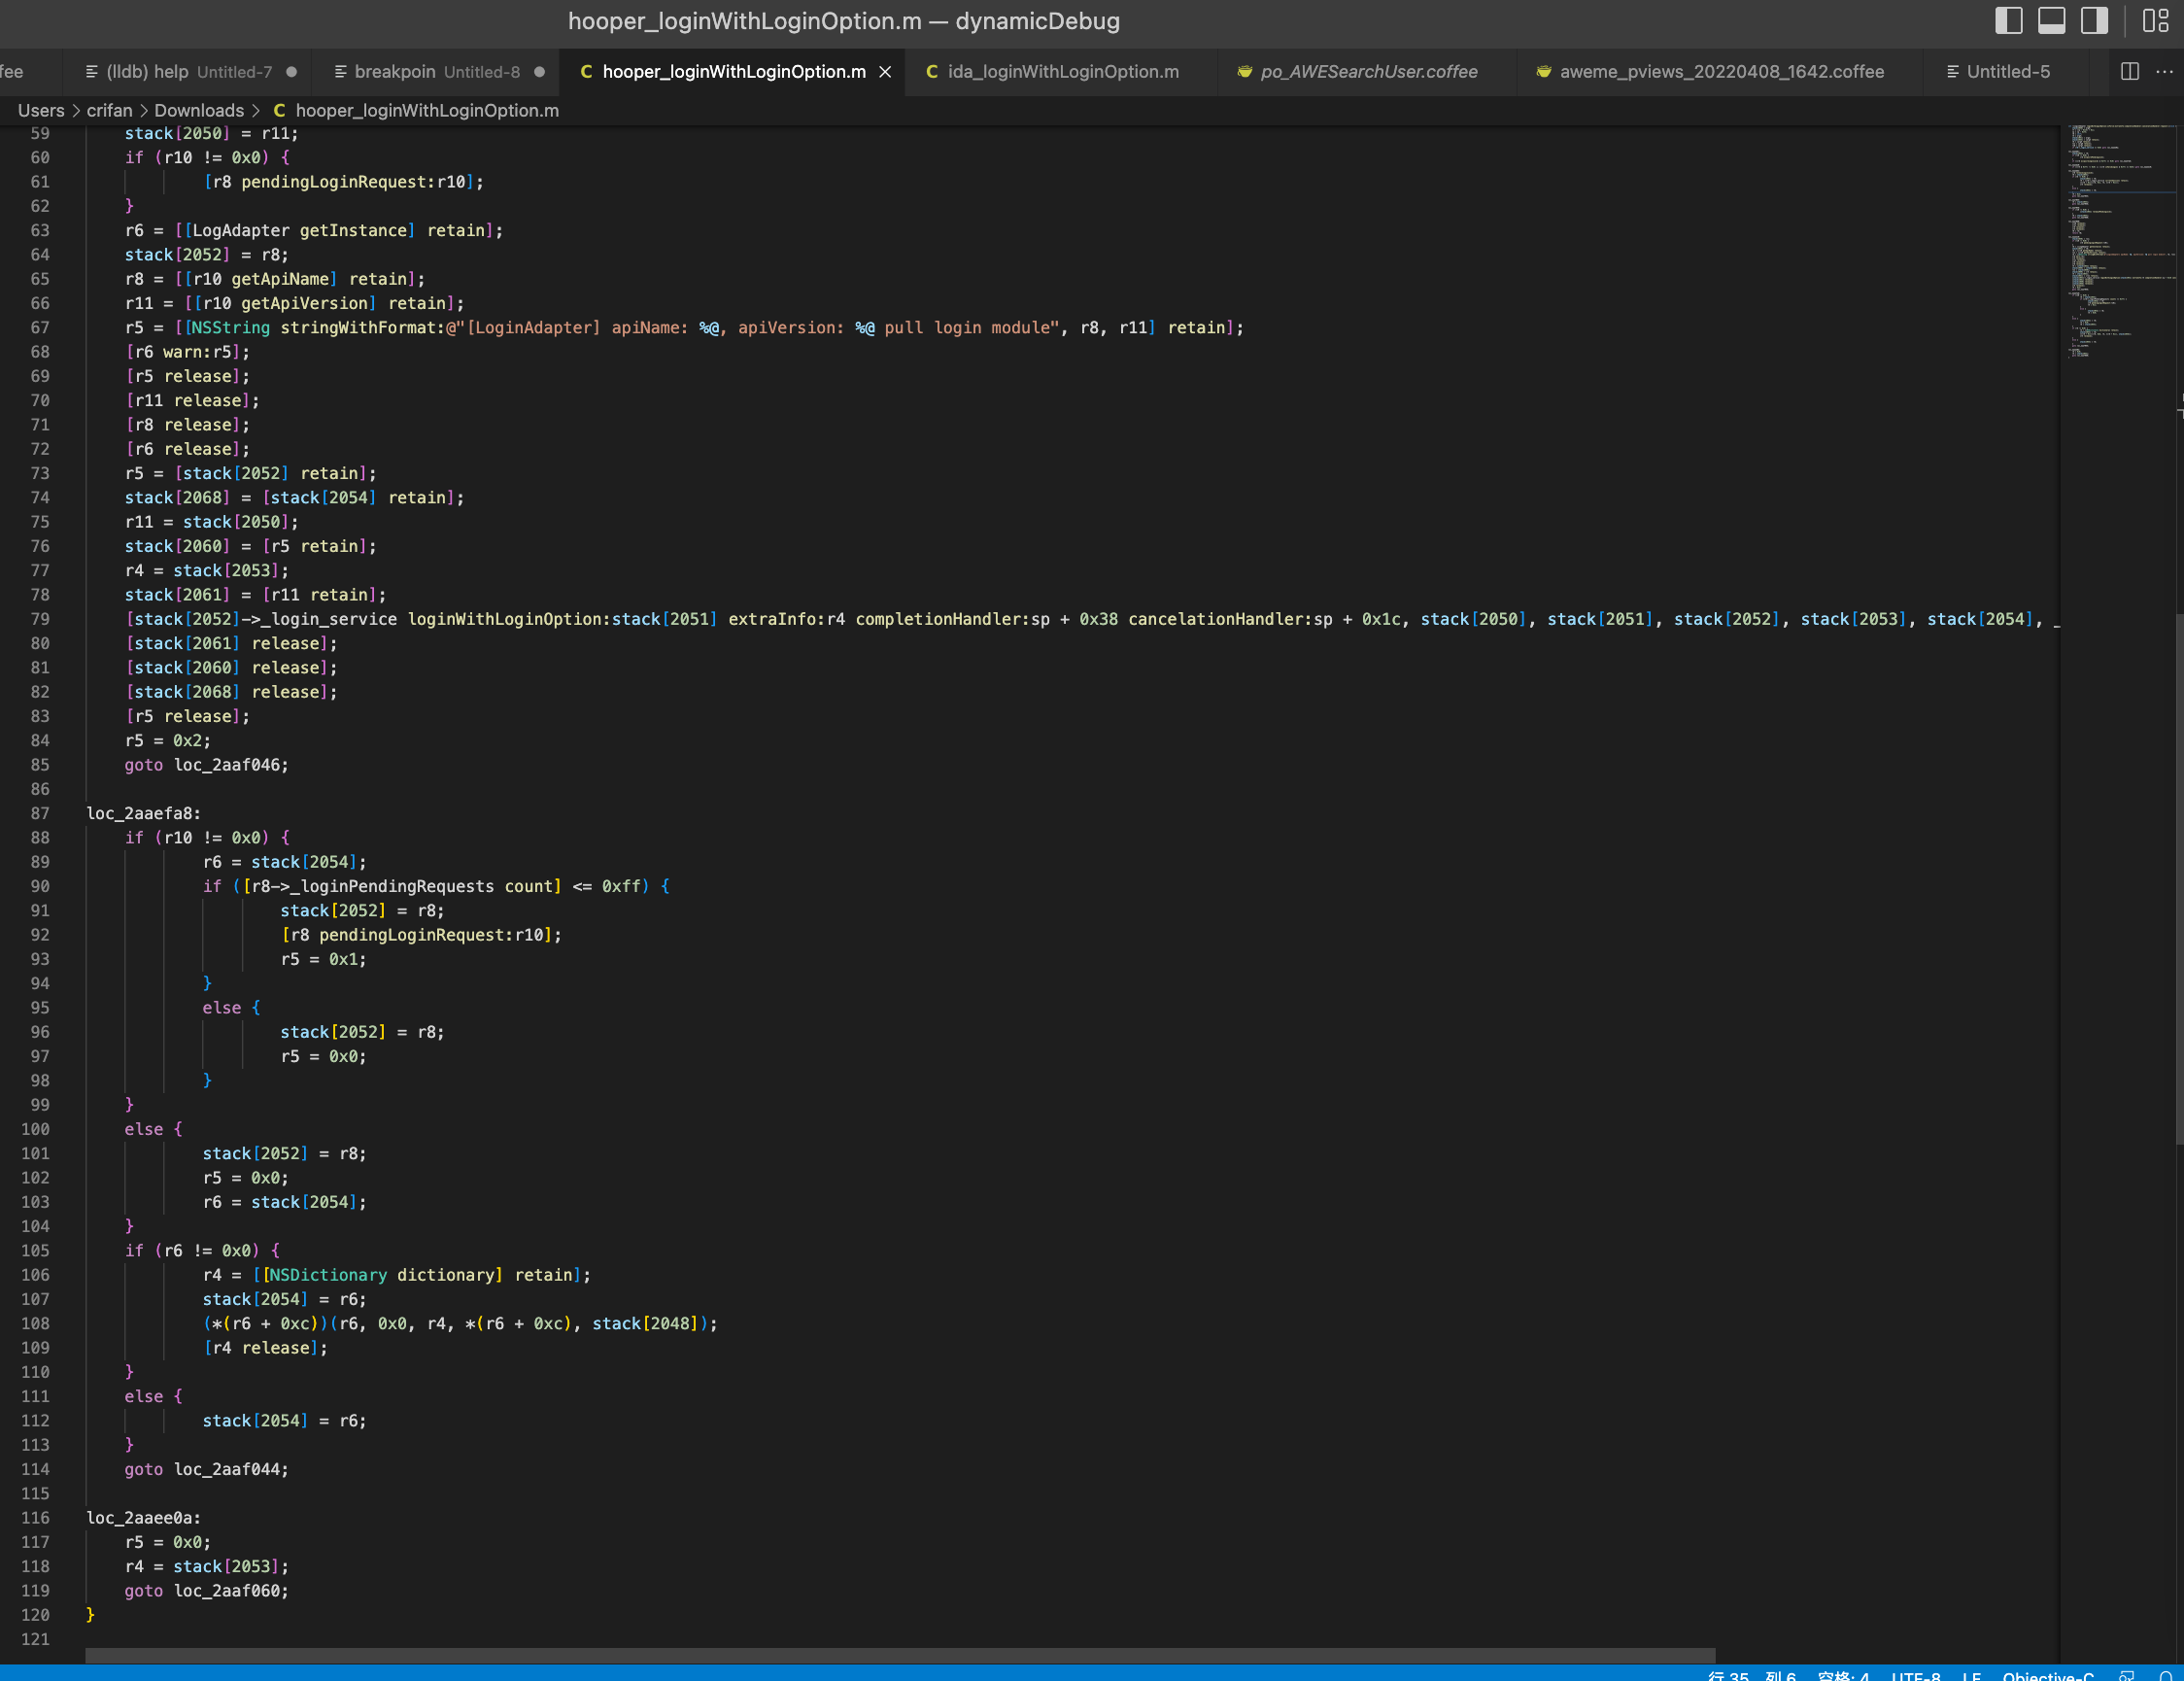 hooper_loginWithLoginOption.m — dynamicDebug
fee (lldb) help Untitled-7 breakpoin Untitled-8 C hooper_loginWithLoginOption.m C ida_loginWithLoginOption.m po_AWESearchUser.coffee aweme_pviews_20220408_1642.coffee Untitled-5
Users > crifan > Downloads > C hooper_loginWithLoginOption.m
59 stack[2050] = r11;
60 if (r10 != 0x0) {
61 [r8 pendingLoginRequest:r10];
62 }
63 r6 = [[LogAdapter getInstance] retain];
64 stack[2052] = r8;
65 r8 = [[r10 getApiName] retain];
66 r11 = [[r10 getApiVersion] retain];
67 r5 = [[NSString stringWithFormat:@"[LoginAdapter] apiName: %@, apiVersion: %@ pull login module", r8, r11] retain];
68 [r6 warn:r5];
69 [r5 release];
70 [r11 release];
71 [r8 release];
72 [r6 release];
73 r5 = [stack[2052] retain];
74 stack[2068] = [stack[2054] retain];
75 r11 = stack[2050];
76 stack[2060] = [r5 retain];
77 r4 = stack[2053];
78 stack[2061] = [r11 retain];
79 [stack[2052]->_login_service loginWithLoginOption:stack[2051] extraInfo:r4 completionHandler:sp + 0x38 cancelationHandler:sp + 0x1c, stack[2050], stack[2051], stack[2052], stack[2053], stack[2054], _
80 [stack[2061] release];
81 [stack[2060] release];
82 [stack[2068] release];
83 [r5 release];
84 r5 = 0x2;
85 goto loc_2aaf046;
86
87 loc_2aaefa8:
88 if (r10 != 0x0) {
89 r6 = stack[2054];
90 if ([r8->_loginPendingRequests count] <= 0xff) {
91 stack[2052] = r8;
92 [r8 pendingLoginRequest:r10];
93 r5 = 0x1;
94 }
95 else {
96 stack[2052] = r8;
97 r5 = 0x0;
98 }
99 }
100 else {
101 stack[2052] = r8;
102 r5 = 0x0;
103 r6 = stack[2054];
104 }
105 if (r6 != 0x0) {
106 r4 = [[NSDictionary dictionary] retain];
107 stack[2054] = r6;
108 (*(r6 + 0xc))(r6, 0x0, r4, *(r6 + 0xc), stack[2048]);
109 [r4 release];
110 }
111 else {
112 stack[2054] = r6;
113 }
114 goto loc_2aaf044;
115
116 loc_2aaee0a:
117 r5 = 0x0;
118 r4 = stack[2053];
119 goto loc_2aaf060;
120 }
121
行 35, 列 6 空格: 4 UTF-8 LF Objective-C